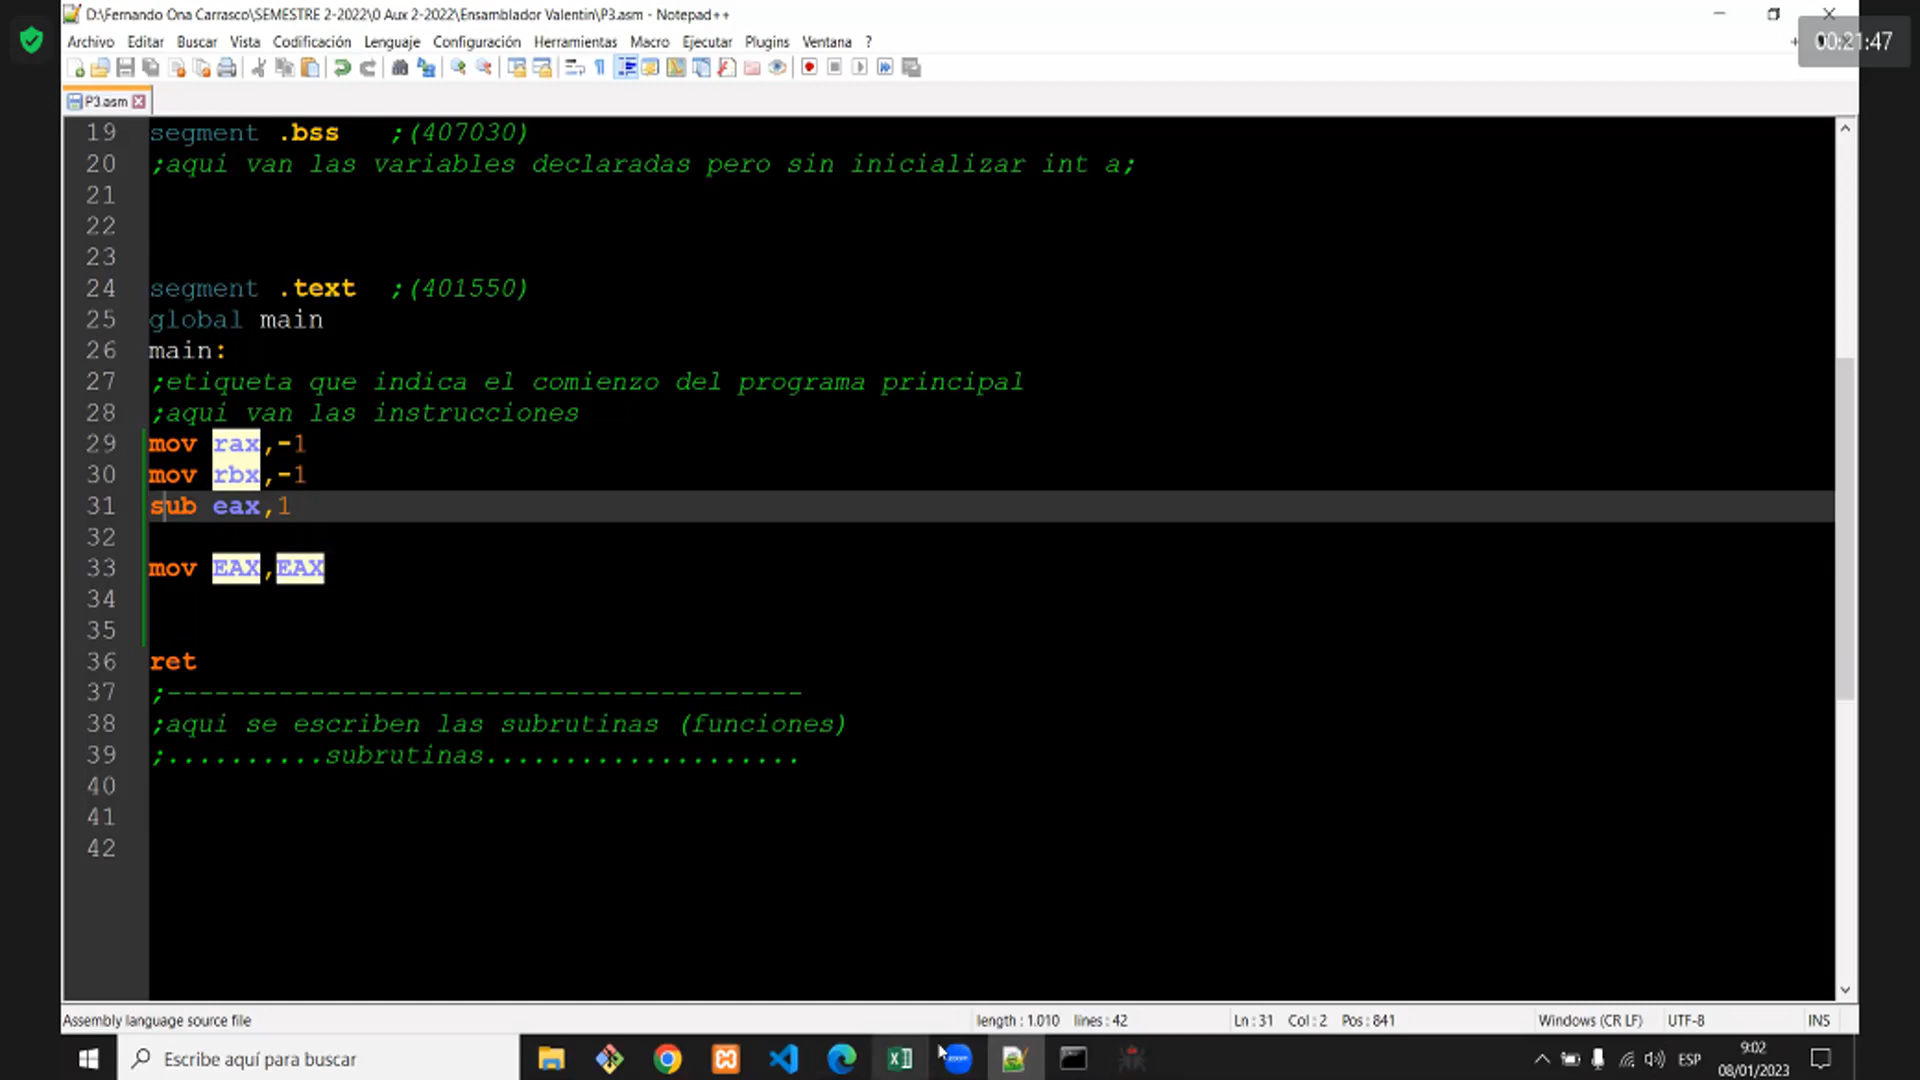 D:\Fernando Ona Carrasco\SEMESTRE 2-2022\0 Aux 2-2022\Ensamblador Valentin\P3.asm - Notepad++
00:21:47
Archivo Editar Buscar Vista Codificación Lenguaje Configuración Herramientas Macro Ejecutar Plugins Ventana ?
P3.asm
19 segment .bss ;(407030)
20 ;aqui van las variables declaradas pero sin inicializar int a;
21
22
23
24 segment .text ;(401550)
25 global main
26 main:
27 ;etiqueta que indica el comienzo del programa principal
28 ;aqui van las instrucciones
29 mov rax,-1
30 mov rbx,-1
31 sub eax,1
32
33 mov EAX,EAX
34
35
36 ret
37 ;----------------------------------------
38 ;aqui se escriben las subrutinas (funciones)
39 ;..........subrutinas....................
40
41
42
Assembly language source file length : 1.010 lines : 42 Ln : 31 Col : 2 Pos : 841 Windows (CR LF) UTF-8 INS
Escribe aquí para buscar
zoom
ESP
9:02
08/01/2023